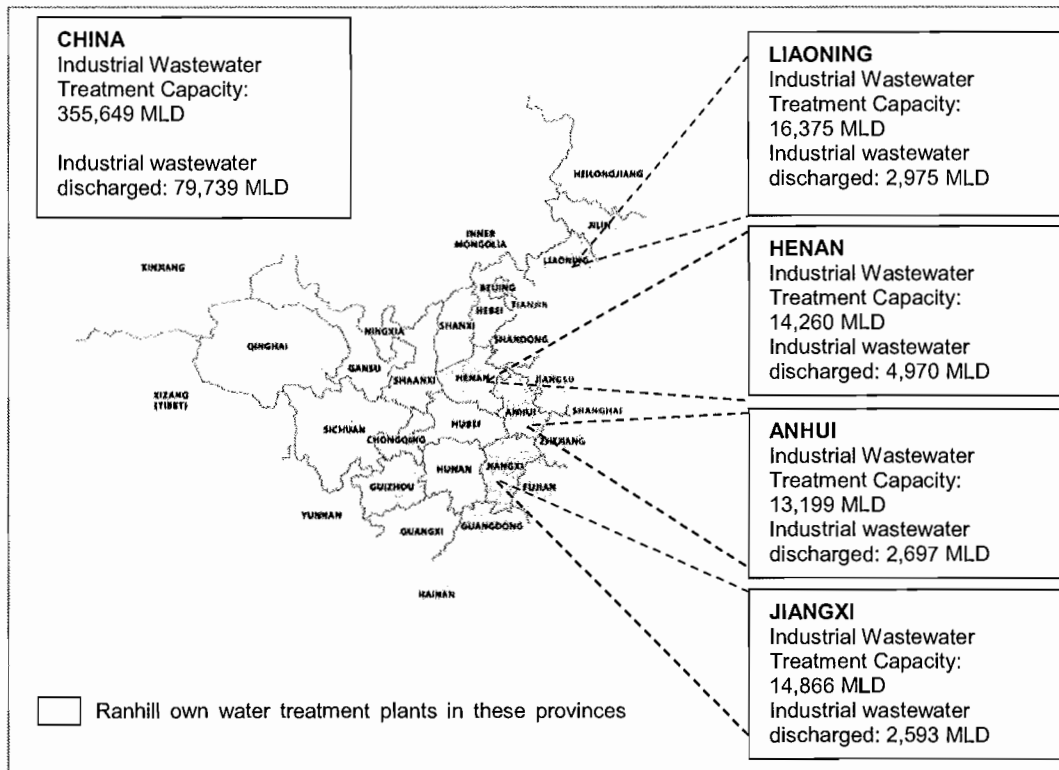 CHINA
Industrial Wastewater
Treatment Capacity:
355,649 MLD
Industrial wastewater
discharged: 79,739 MLD
LIAONING
Industrial Wastewater
Treatment Capacity:
16,375 MLD
Industrial wastewater
discharged: 2,975 MLD
HENAN
Industrial Wastewater
Treatment Capacity:
14,260 MLD
Industrial wastewater
discharged: 4,970 MLD
ANHUI
Industrial Wastewater
Treatment Capacity:
13,199 MLD
Industrial wastewater
discharged: 2,697 MLD
JIANGXI
Industrial Wastewater
Treatment Capacity:
14,866 MLD
Industrial wastewater
discharged: 2,593 MLD
HEILONGJIANG
JILIN
INNER
MONGOLIA
LIAONING
XINJIANG
BEIJING
TIANJIN
HEBEI
NINGXIA
SHANXI
SHANDONG
QINGHAI
GANSU
SHAANXI
HENAN
JIANGSU
XIZANG
(TIBET)
ANHUI
SHANGHAI
SICHUAN
HUBEI
CHONGQING
ZHEJIANG
HUNAN
JIANGXI
GUIZHOU
FUJIAN
YUNNAN
GUANGXI
GUANGDONG
HAINAN
Ranhill own water treatment plants in these provinces